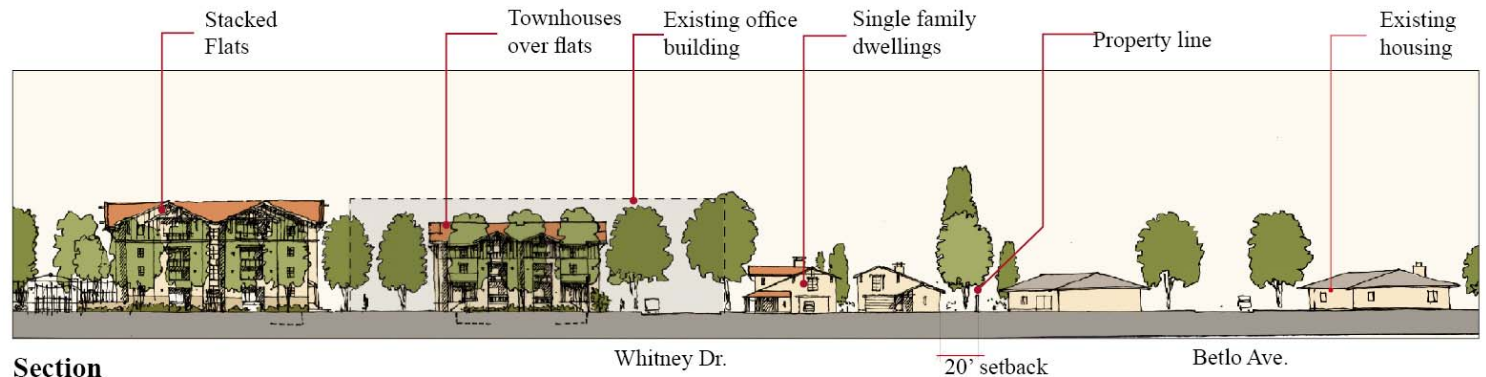 Stacked
Flats
Townhouses
over flats
Existing office
building
Single family
dwellings
Property line
Existing
housing
Whitney Dr.
20’ setback
Betlo Ave.
Section